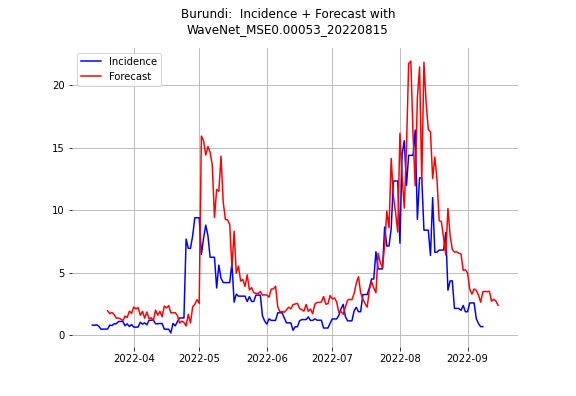 Burundi:  Incidence + Forecast with
WaveNet_MSE0.00053_20220815
Incidence
Forecast
20
15
10
5
0
2022-04
2022-05
2022-06
2022-07
2022-08
2022-09